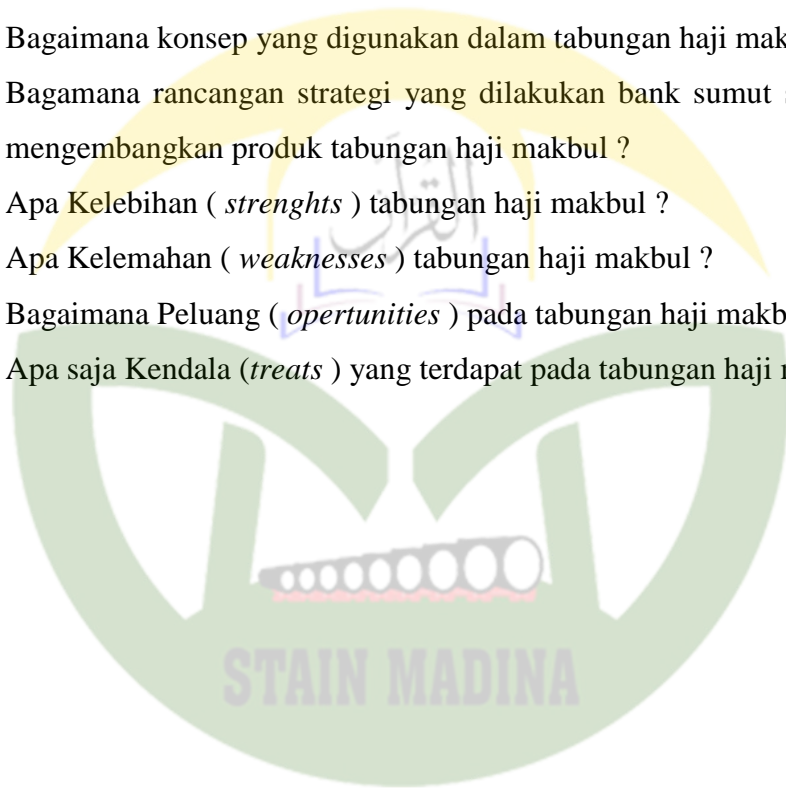 Bagaimana konsep yang digunakan dalam tabungan haji mak
Bagamana rancangan strategi yang dilakukan bank sumut s
mengembangkan produk tabungan haji makbul ?
Apa Kelebihan ( strenghts ) tabungan haji makbul ?
Apa Kelemahan ( weaknesses ) tabungan haji makbul ?
Bagaimana Peluang ( opertunities ) pada tabungan haji makb
Apa saja Kendala (treats ) yang terdapat pada tabungan haji
القرآن
STAIN MADINA